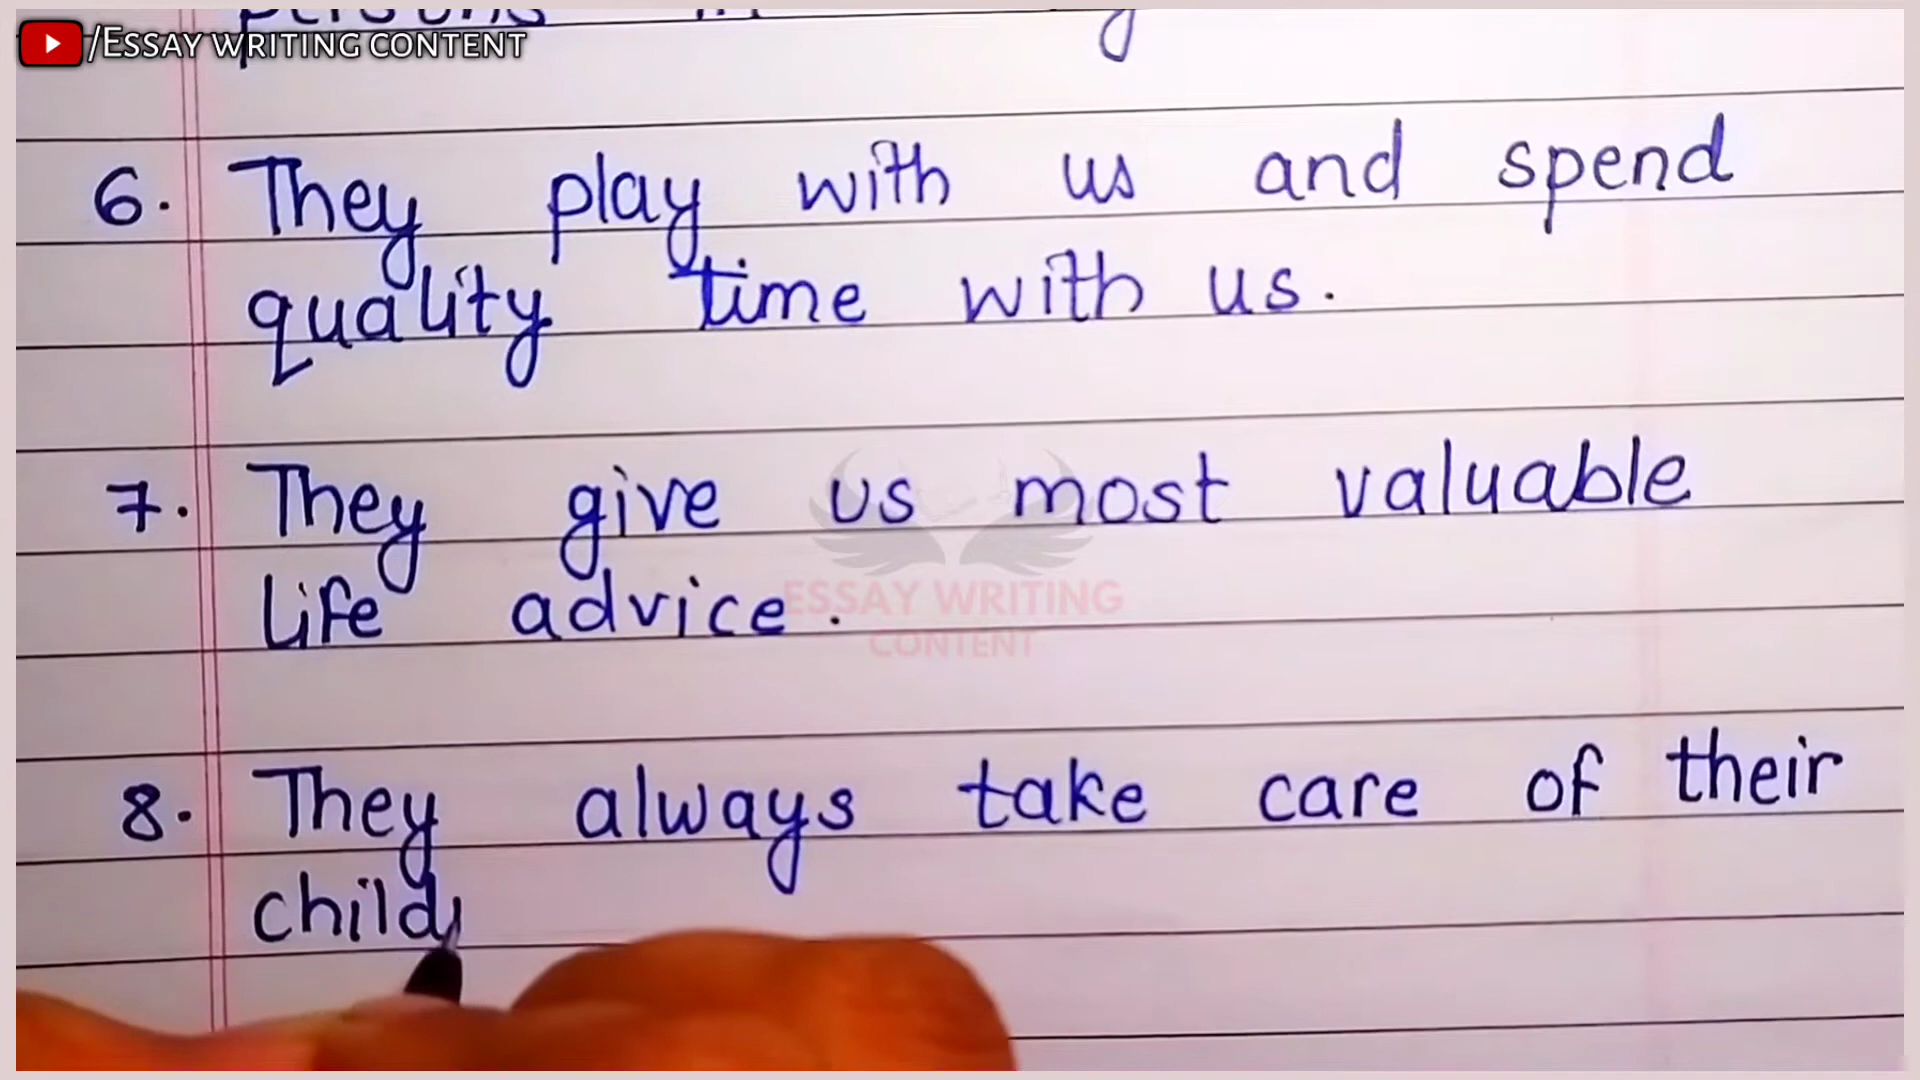 /ESSAY WRITING CONTENT
6. They play with us and spend
quality time with us.
7. They give us most valuable
life advice.
ESSAY WRITING
CONTENT
8. They always take care of their
child